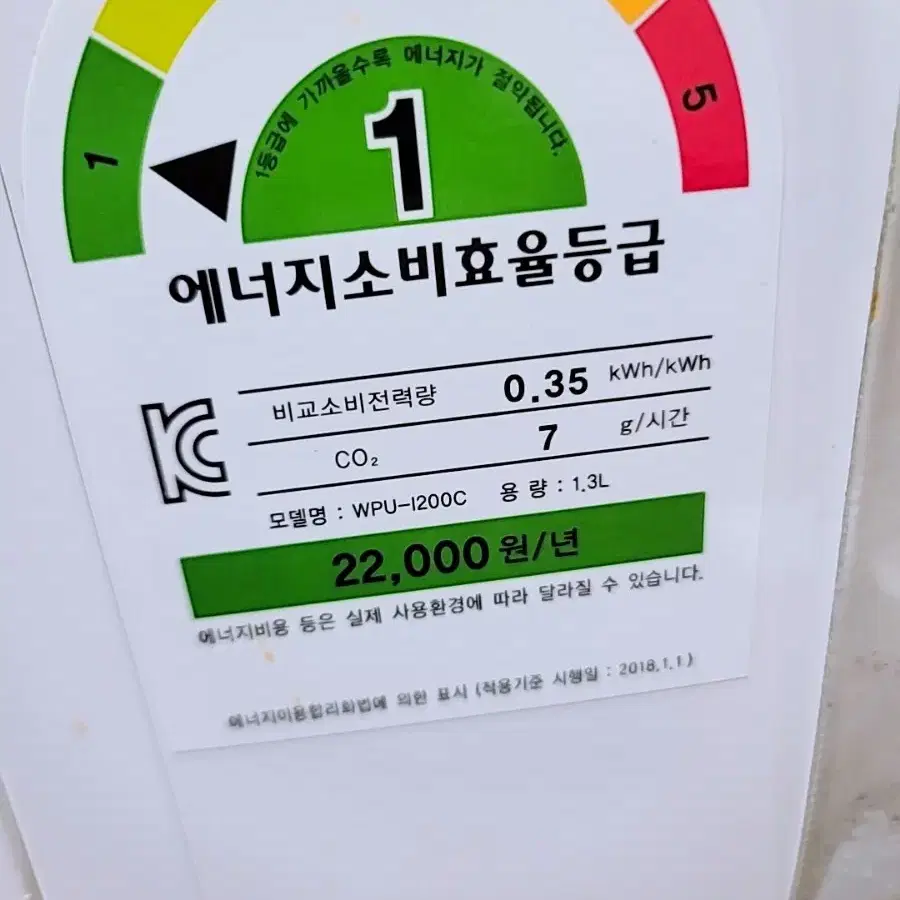 1
5
1등급에 가까울수록 에너지가 절약됩니다.
1
에너지소비효율등급
비교소비전력량 0.35 kWh/kWh
CO₂ 7 g/시간
모델명 : WPU-I200C 용 량 : 1.3L
22,000 원/년
에너지비용 등은 실제 사용환경에 따라 달라질 수 있습니다.
에너지이용합리화법에 의한 표시 (적용기준 시행일 : 2018.1.1)